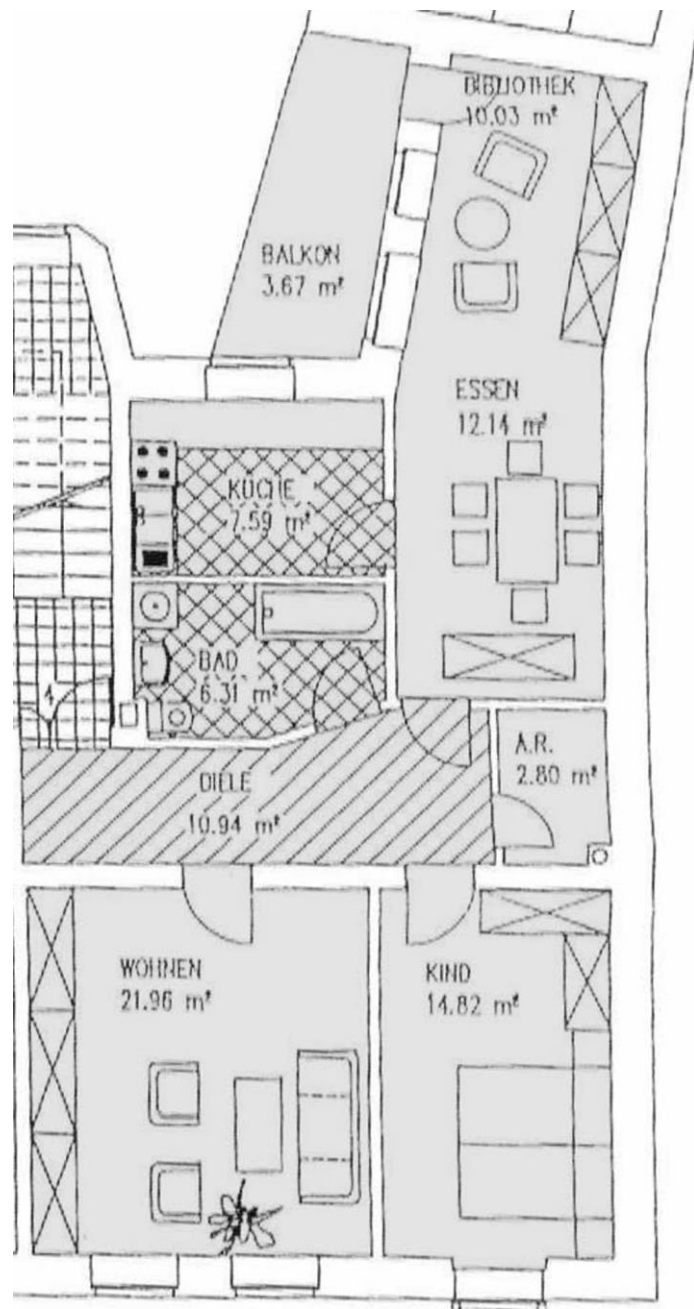 BIBLIOTHEK
10.03 m²
BALKON
3.67 m²
ESSEN
12.14 m²
KÜCHE
7.59 m²
BAD
6.31 m²
4
A.R.
2.80 m²
DIELE
10.94 m²
WOHNEN
21.96 m²
KIND
14.82 m²